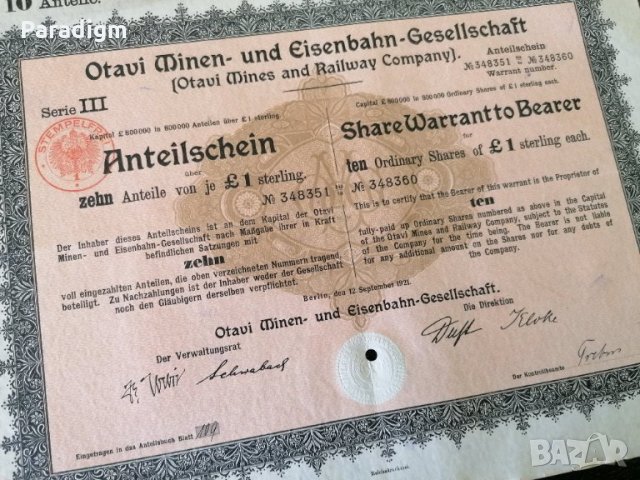 10 Anteile.
Paradigm
Otavi Minen- und Eisenbahn-Gesellschaft
(Otavi Mines and Railway Company).
Anteilschein
№ 348351 bis to № 348360
Warrant number.
Serie III
STEMPELFREI
Kapital £ 800000 in 800000 Anteilen über £1 sterling.
Anteilschein
über
zehn Anteile von je £1 sterling.
№ 348351
Der Inhaber dieses Anteilscheins ist an dem Kapital der Otavi
Minen- und Eisenbahn-Gesellschaft nach Maßgabe ihrer in Kraft
befindlichen Satzungen mit
zehn
voll eingezahlten Anteilen, die oben verzeichneten Nummern tragend,
beteiligt. Zu Nachzahlungen ist der Inhaber weder der Gesellschaft
noch den Gläubigern derselben verpflichtet.
Capital £ 800000 in 800000 Ordinary Shares of £1 sterling each.
Share Warrant to Bearer
for
ten Ordinary Shares of £1 sterling each.
№ 348360
This is to certify that the Bearer of this warrant is the Proprietor of
ten
fully-paid up Ordinary Shares numbered as above in the Capital
of the Otavi Mines and Railway Company, subject to the Statutes
of the Company for the time being. The Bearer is not liable
for any additional amount on the Shares nor for any debts of
the Company.
Berlin, den 12. September 1921.
Otavi Minen- und Eisenbahn-Gesellschaft.
Der Verwaltungsrat
Die Direktion
Schwabach
Der Kontrollbeamte
Eingetragen in das Anteilsbuch Blatt
Reichsdruckerei
BAZAR